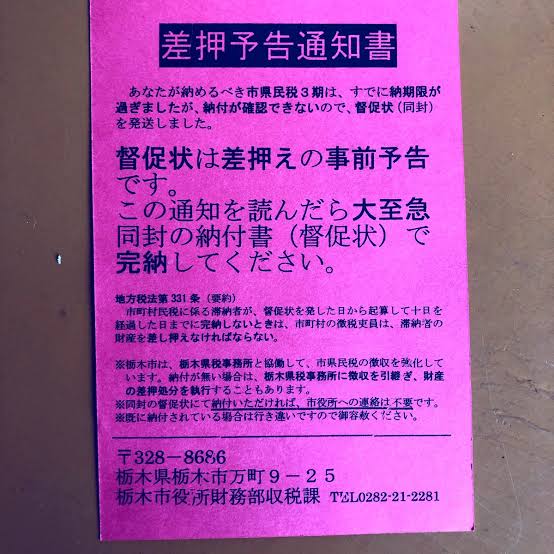 差押予告通知書
あなたが納めるべき市県民税3期は、すでに納期限が
過ぎましたが、納付が確認できないので、督促状(同封)
を発送しました。
督促状は差押えの事前予告
です。
この通知を読んだら大至急
同封の納付書(督促状)で
完納してください。
地方税法第331条(要約)
市町村民税に係る滞納者が、督促状を発した日から起算して十日を
経過した日までに完納しないときは、市町村の徴税吏員は、滞納者の
財産を差し押えなければならない。
※栃木市は、栃木県税事務所と協働して、市県民税の徴収を強化して
います。納付が無い場合は、栃木県税事務所に徴収を引継ぎ、財産
の差押処分を執行することもあります。
※同封の督促状にて納付いただければ、市役所への連絡は不要です。
※既に納付されている場合は行き違いですので御容赦ください。
〒328-8686
栃木県栃木市万町9-25
栃木市役所財務部収税課 TEL0282-21-2281